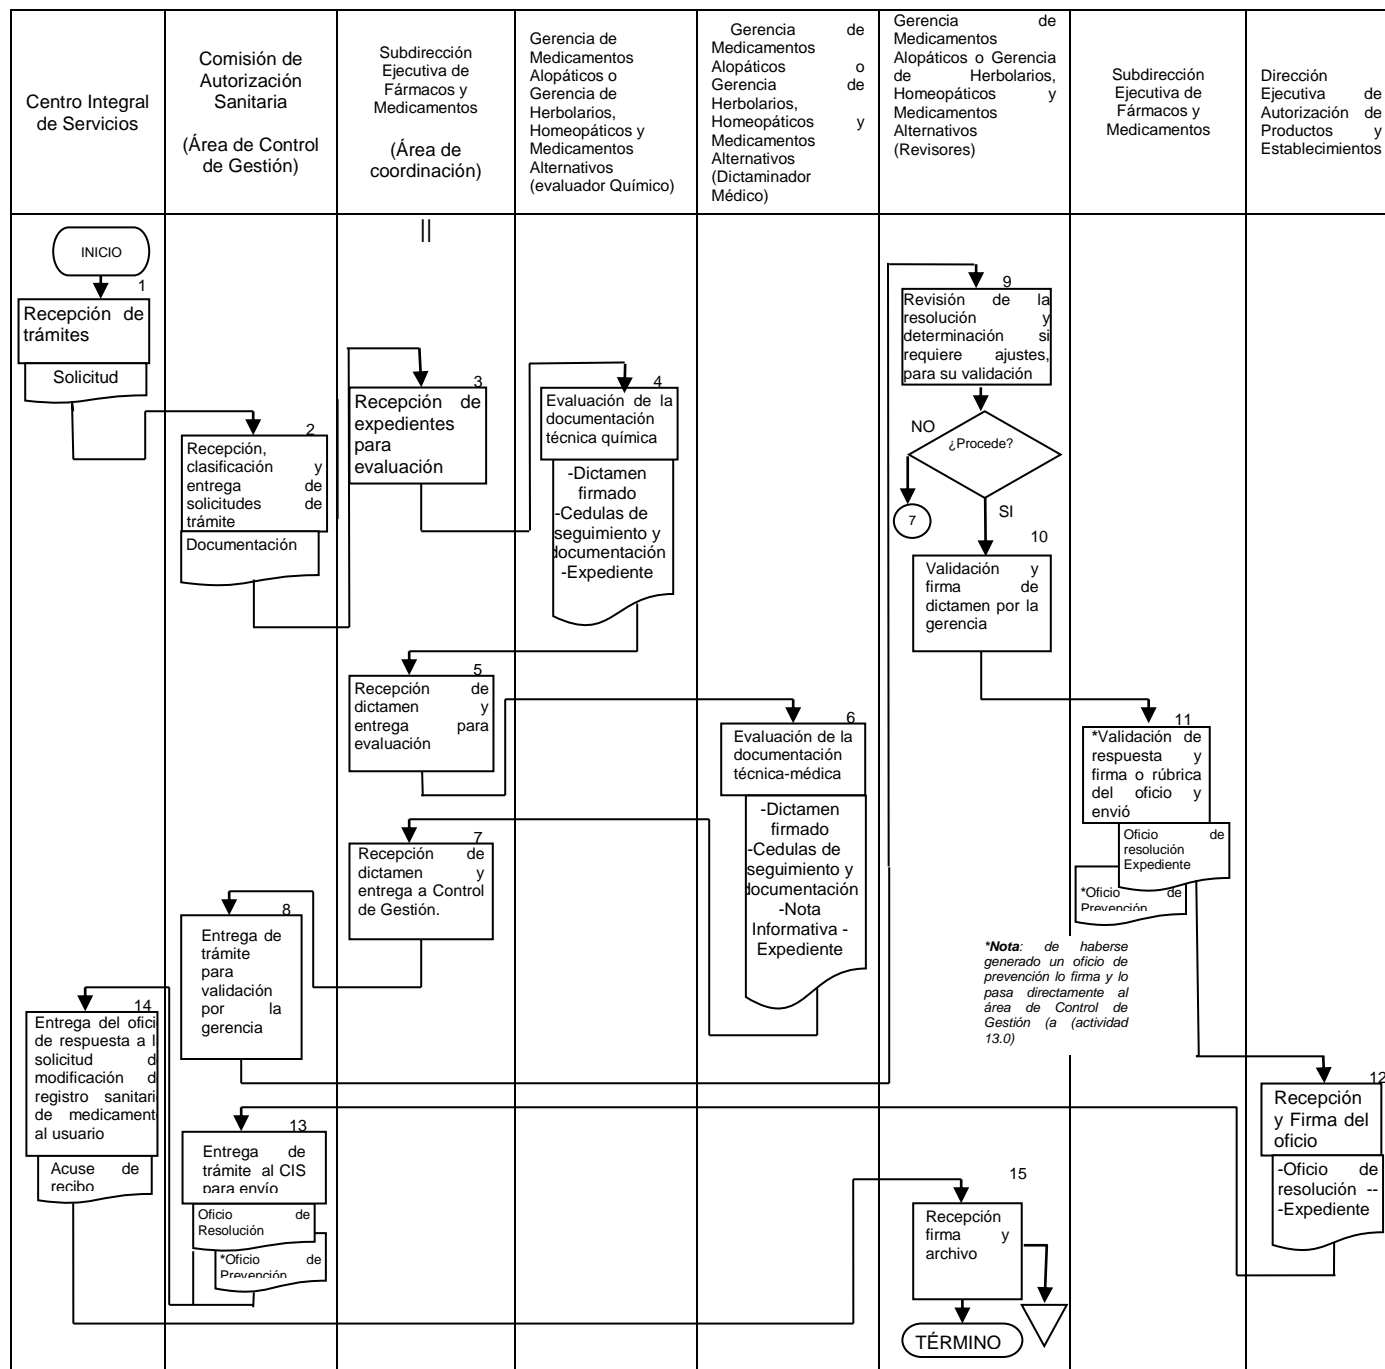 Centro Integral
de Servicios
Comisión de
Autorización
Sanitaria
(Área de Control
de Gestión)
Subdirección
Ejecutiva de
Fármacos y
Medicamentos
(Área de
coordinación)
Gerencia de
Medicamentos
Alopáticos o
Gerencia de
Herbolarios,
Homeopáticos y
Medicamentos
Alternativos
(evaluador Químico)
Gerencia de
Medicamentos
Alopáticos o
Gerencia de
Herbolarios,
Homeopáticos y
Medicamentos
Alternativos
(Dictaminador
Médico)
Gerencia de
Medicamentos
Alopáticos o Gerencia
de Herbolarios,
Homeopáticos y
Medicamentos
Alternativos
(Revisores)
Subdirección
Ejecutiva de
Fármacos y
Medicamentos
Dirección
Ejecutiva de
Autorización de
Productos y
Establecimientos
||
INICIO
1
Recepción de
trámites
Solicitud
2
Recepción,
clasificación y
entrega de
solicitudes de
trámite
Documentación
3
Recepción de
expedientes
para
evaluación
4
Evaluación de la
documentación
técnica química
-Dictamen
firmado
-Cedulas de
seguimiento y
documentación
-Expediente
5
Recepción de
dictamen y
entrega para
evaluación
6
Evaluación de la
documentación
técnica-médica
-Dictamen
firmado
-Cedulas de
seguimiento y
documentación
-Nota
Informativa -
Expediente
7
Recepción de
dictamen y
entrega a Control
de Gestión.
8
Entrega de
trámite
para
validación
por la
gerencia
9
Revisión de la
resolución y
determinación si
requiere ajustes,
para su validación
¿Procede?
NO
7
SI
10
Validación y
firma de
dictamen por la
gerencia
11
*Validación de
respuesta y
firma o rúbrica
del oficio y
envió
Oficio de
resolución
Expediente
*Oficio de
Prevención
*Nota: de haberse
generado un oficio de
prevención lo firma y lo
pasa directamente al
área de Control de
Gestión (a (actividad
13.0)
12
Recepción
y Firma del
oficio
-Oficio de
resolución --
-Expediente
13
Entrega de
trámite al CIS
para envío
Oficio de
Resolución
*Oficio de
Prevención
14
Entrega del ofici
de respuesta a l
solicitud d
modificación d
registro sanitari
de medicament
al usuario
Acuse de
recibo
15
Recepción
firma y
archivo
TÉRMINO